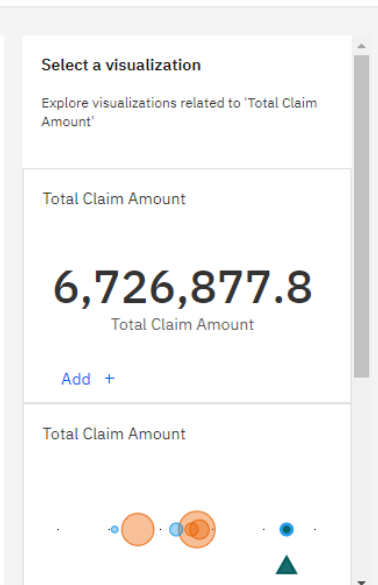 Select a visualization
Explore visualizations related to 'Total Claim
Amount'
Total Claim Amount
6,726,877.8
Total Claim Amount
Add +
Total Claim Amount